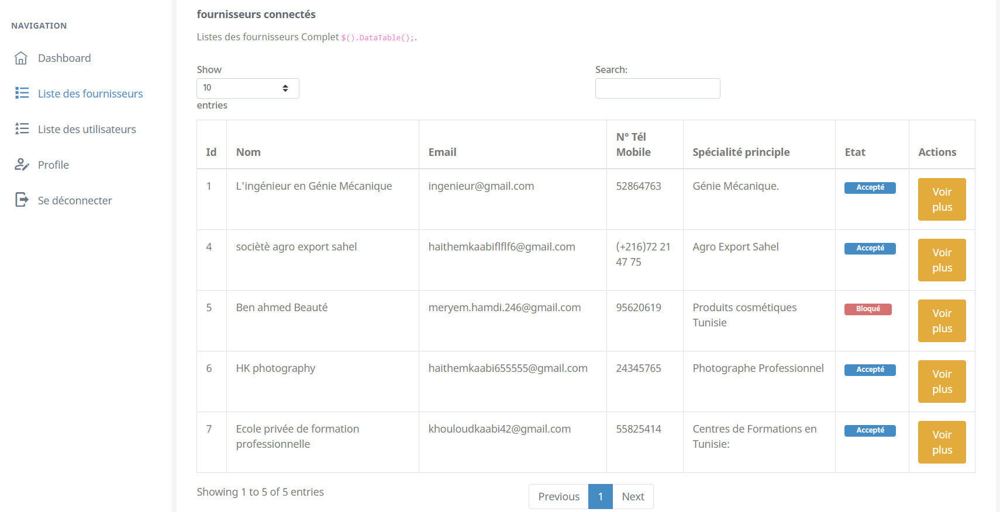 NAVIGATION
Dashboard
Liste des fournisseurs
Liste des utilisateurs
Profile
Se déconnecter
fournisseurs connectés
Listes des fournisseurs Complet $().DataTable();.
Show
10
entries
Search:
Id Nom Email N° Tél Mobile Spécialité principle Etat Actions
1 L'ingénieur en Génie Mécanique ingenieur@gmail.com 52864763 Génie Mécanique. Accepté Voir plus
4 sociètè agro export sahel haithemkaabiflflf6@gmail.com (+216)72 21 47 75 Agro Export Sahel Accepté Voir plus
5 Ben ahmed Beauté meryem.hamdi.246@gmail.com 95620619 Produits cosmétiques Tunisie Bloqué Voir plus
6 HK photography haithemkaabi655555@gmail.com 24345765 Photographe Professionnel Accepté Voir plus
7 Ecole privée de formation professionnelle khouloudkaabi42@gmail.com 55825414 Centres de Formations en Tunisie: Accepté Voir plus
Showing 1 to 5 of 5 entries
Previous 1 Next